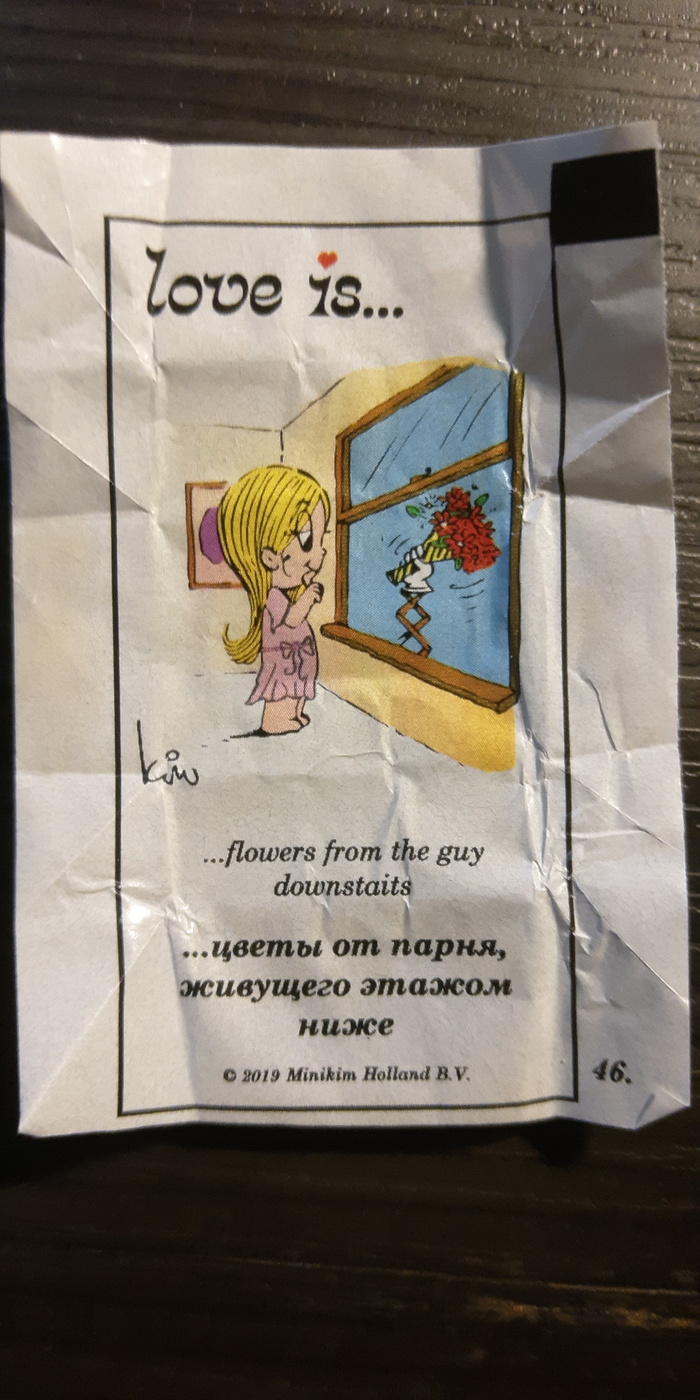 love is...
kim
...flowers from the guy
downstaits
...цветы от парня,
живущего этажом
ниже
© 2019 Minikim Holland B.V.
46.